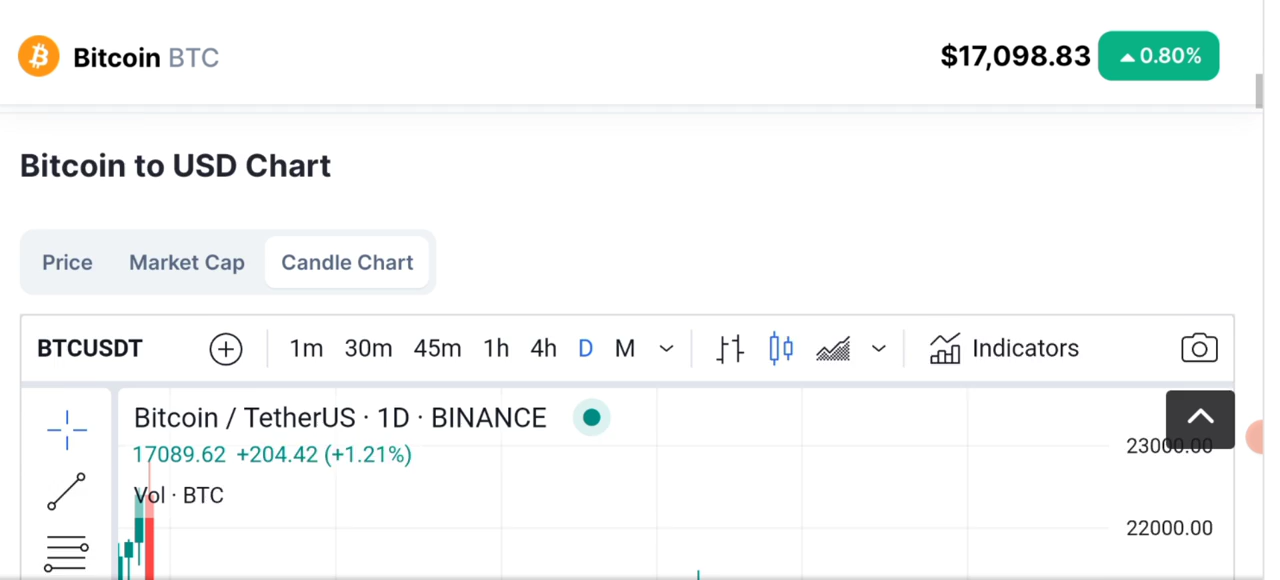 Bitcoin BTC
$17,098.83 0.80%
Bitcoin to USD Chart
Price Market Cap Candle Chart
BTCUSDT 1m 30m 45m 1h 4h D M Indicators
Bitcoin / TetherUS · 1D · BINANCE
17089.62 +204.42 (+1.21%)
23000.00
Vol · BTC
22000.00